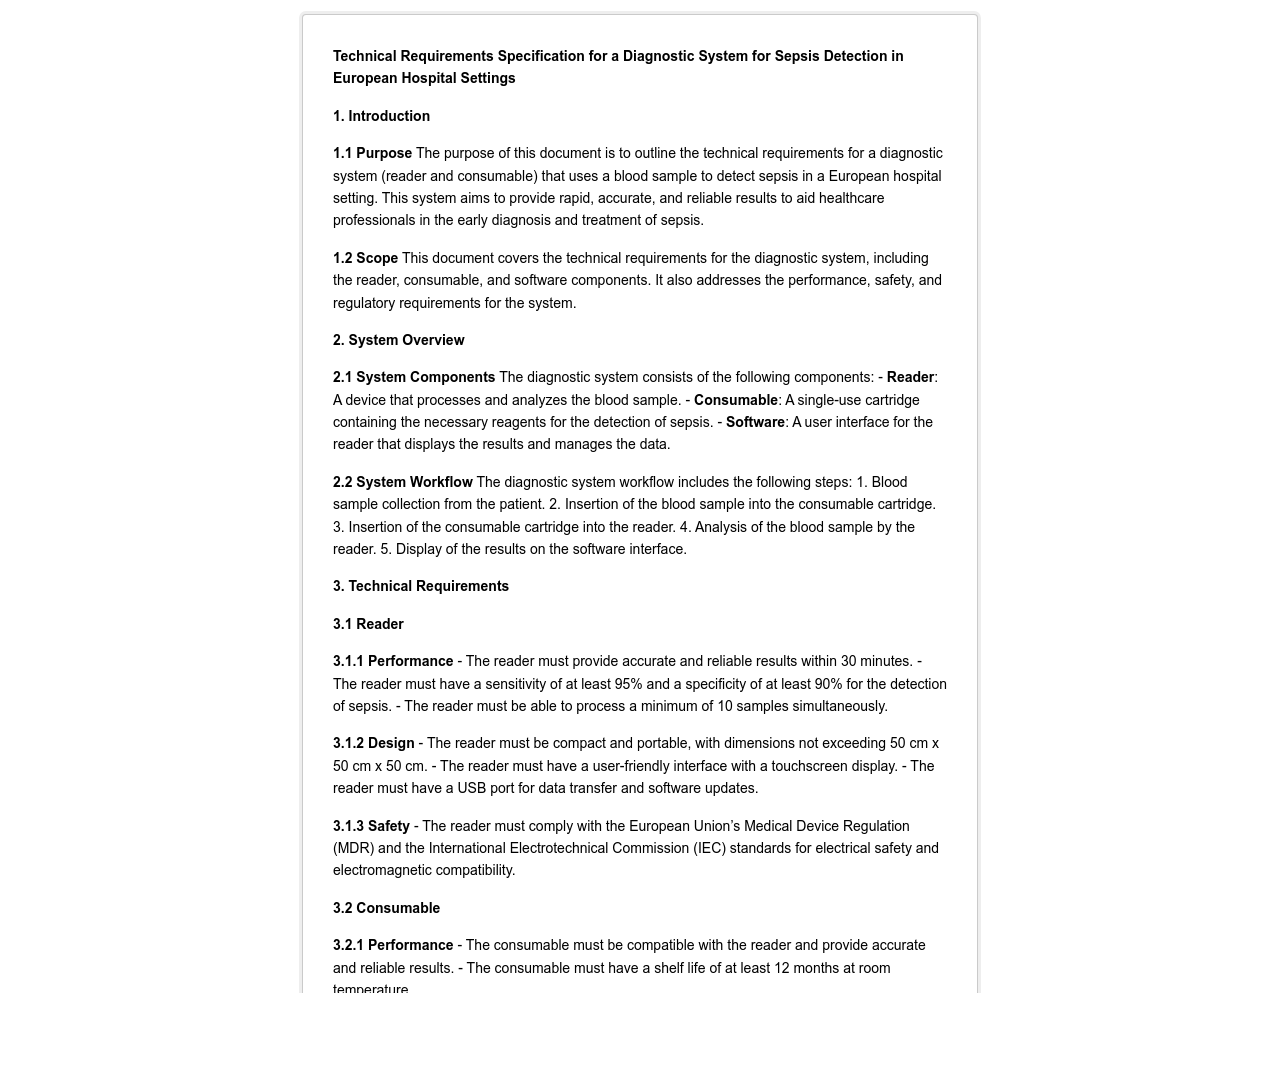 Technical Requirements Specification for a Diagnostic System for Sepsis Detection in
European Hospital Settings
1. Introduction
1.1 Purpose The purpose of this document is to outline the technical requirements for a diagnostic
system (reader and consumable) that uses a blood sample to detect sepsis in a European hospital
setting. This system aims to provide rapid, accurate, and reliable results to aid healthcare
professionals in the early diagnosis and treatment of sepsis.
1.2 Scope This document covers the technical requirements for the diagnostic system, including
the reader, consumable, and software components. It also addresses the performance, safety, and
regulatory requirements for the system.
2. System Overview
2.1 System Components The diagnostic system consists of the following components: - Reader:
A device that processes and analyzes the blood sample. - Consumable: A single-use cartridge
containing the necessary reagents for the detection of sepsis. - Software: A user interface for the
reader that displays the results and manages the data.
2.2 System Workflow The diagnostic system workflow includes the following steps: 1. Blood
sample collection from the patient. 2. Insertion of the blood sample into the consumable cartridge.
3. Insertion of the consumable cartridge into the reader. 4. Analysis of the blood sample by the
reader. 5. Display of the results on the software interface.
3. Technical Requirements
3.1 Reader
3.1.1 Performance - The reader must provide accurate and reliable results within 30 minutes. -
The reader must have a sensitivity of at least 95% and a specificity of at least 90% for the detection
of sepsis. - The reader must be able to process a minimum of 10 samples simultaneously.
3.1.2 Design - The reader must be compact and portable, with dimensions not exceeding 50 cm x
50 cm x 50 cm. - The reader must have a user-friendly interface with a touchscreen display. - The
reader must have a USB port for data transfer and software updates.
3.1.3 Safety - The reader must comply with the European Union’s Medical Device Regulation
(MDR) and the International Electrotechnical Commission (IEC) standards for electrical safety and
electromagnetic compatibility.
3.2 Consumable
3.2.1 Performance - The consumable must be compatible with the reader and provide accurate
and reliable results. - The consumable must have a shelf life of at least 12 months at room
temperature.